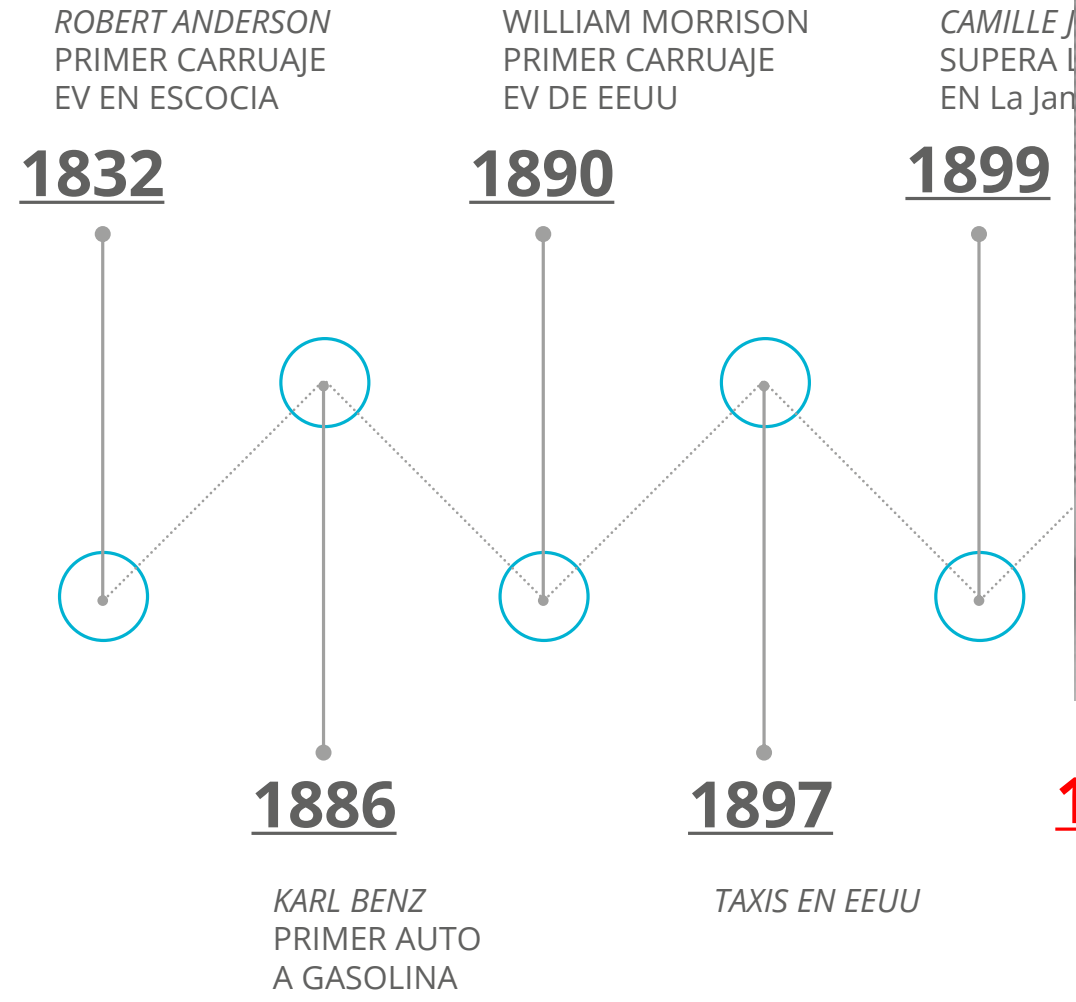 ROBERT ANDERSON
PRIMER CARRUAJE
EV EN ESCOCIA
1832
WILLIAM MORRISON
PRIMER CARRUAJE
EV DE EEUU
1890
CAMILLE
SUPERA
EN La
1899
1886
KARL BENZ
PRIMER AUTO
A GASOLINA
1897
TAXIS EN EEUU